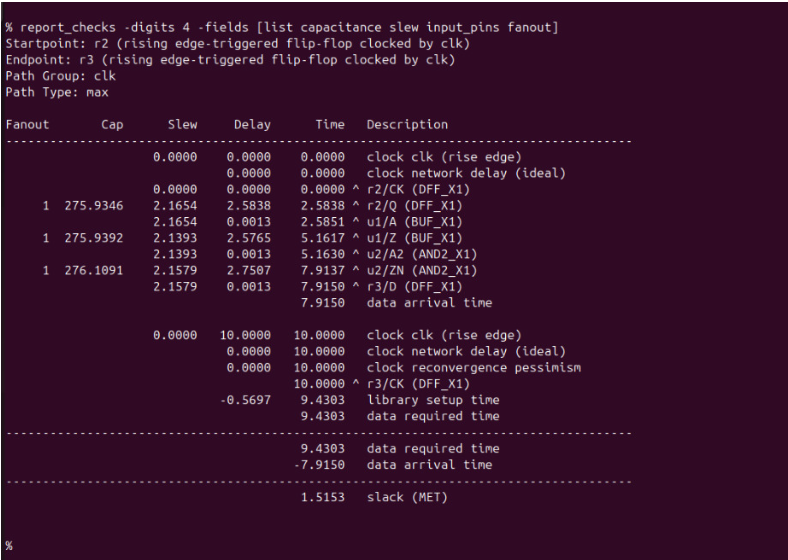 % report_checks -digits 4 -fields [list capacitance slew input_pins fanout]
Startpoint: r2 (rising edge-triggered flip-flop clocked by clk)
Endpoint: r3 (rising edge-triggered flip-flop clocked by clk)
Path Group: clk
Path Type: max
Fanout Cap Slew Delay Time Description
-----------------------------------------------------------------------------
0.0000 0.0000 0.0000 clock clk (rise edge)
0.0000 0.0000 clock network delay (ideal)
0.0000 0.0000 0.0000 ^ r2/CK (DFF_X1)
1 275.9346 2.1654 2.5838 2.5838 ^ r2/Q (DFF_X1)
2.1654 0.0013 2.5851 ^ u1/A (BUF_X1)
1 275.9392 2.1393 2.5765 5.1617 ^ u1/Z (BUF_X1)
2.1393 0.0013 5.1630 ^ u2/A2 (AND2_X1)
1 276.1091 2.1579 2.7507 7.9137 ^ u2/ZN (AND2_X1)
2.1579 0.0013 7.9150 ^ r3/D (DFF_X1)
7.9150 data arrival time
0.0000 10.0000 10.0000 clock clk (rise edge)
0.0000 10.0000 clock network delay (ideal)
0.0000 10.0000 clock reconvergence pessimism
10.0000 ^ r3/CK (DFF_X1)
-0.5697 9.4303 library setup time
9.4303 data required time
-----------------------------------------------------------------------------
9.4303 data required time
-7.9150 data arrival time
-----------------------------------------------------------------------------
1.5153 slack (MET)
%